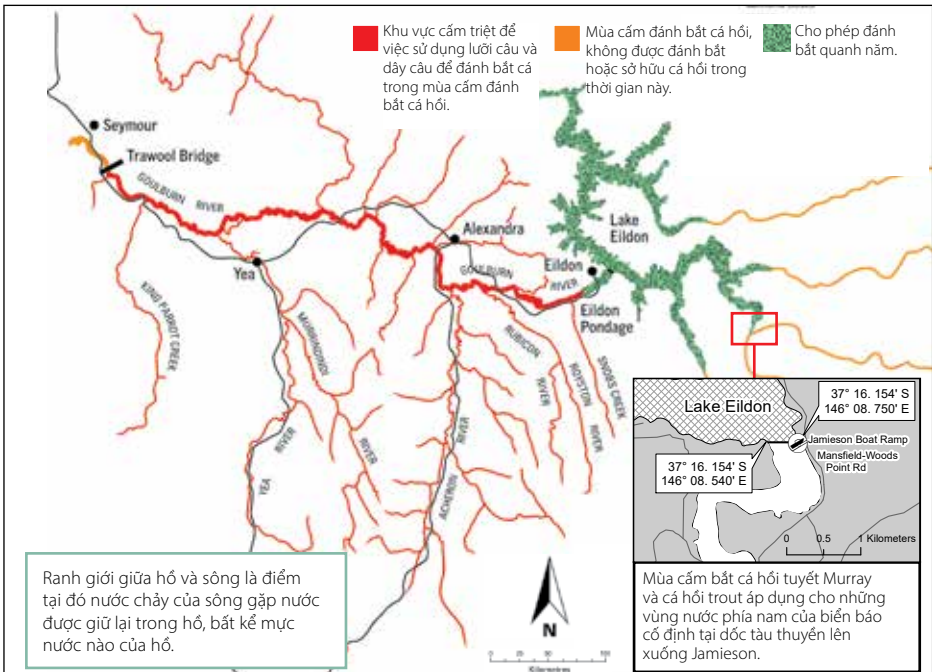 Khu vực cấm triệt để
việc sử dụng lưỡi câu và
dây câu để đánh bắt cá
trong mùa cấm đánh
bắt cá hồi.
Mùa cấm đánh bắt cá hồi,
không được đánh bắt
hoặc sở hữu cá hồi trong
thời gian này.
Cho phép đánh
bắt quanh năm.
Seymour
Trawool Bridge
GOULBURN RIVER
Lake
Eildon
Alexandra
Yea
GOULBURN
RIVER
Eildon
Eildon
Pondage
KING PARROT CREEK
MURRINDINDI
RIVER
YEA
RIVER
ACHERON
RIVER
RUBICON
RIVER
ROYSTON
RIVER
SNOBS CREEK
Lake Eildon
37° 16. 154' S
146° 08. 750' E
Jamieson Boat Ramp
Mansfield-Woods
Point Rd
37° 16. 154' S
146° 08. 540' E
0 0.5 1 Kilometers
Mùa cấm bắt cá hồi tuyết Murray
và cá hồi trout áp dụng cho những
vùng nước phía nam của biển báo
cố định tại dốc tàu thuyền lên
xuống Jamieson.
Ranh giới giữa hồ và sông là điểm
tại đó nước chảy của sông gặp nước
được giữ lại trong hồ, bất kể mực
nước nào của hồ.
N